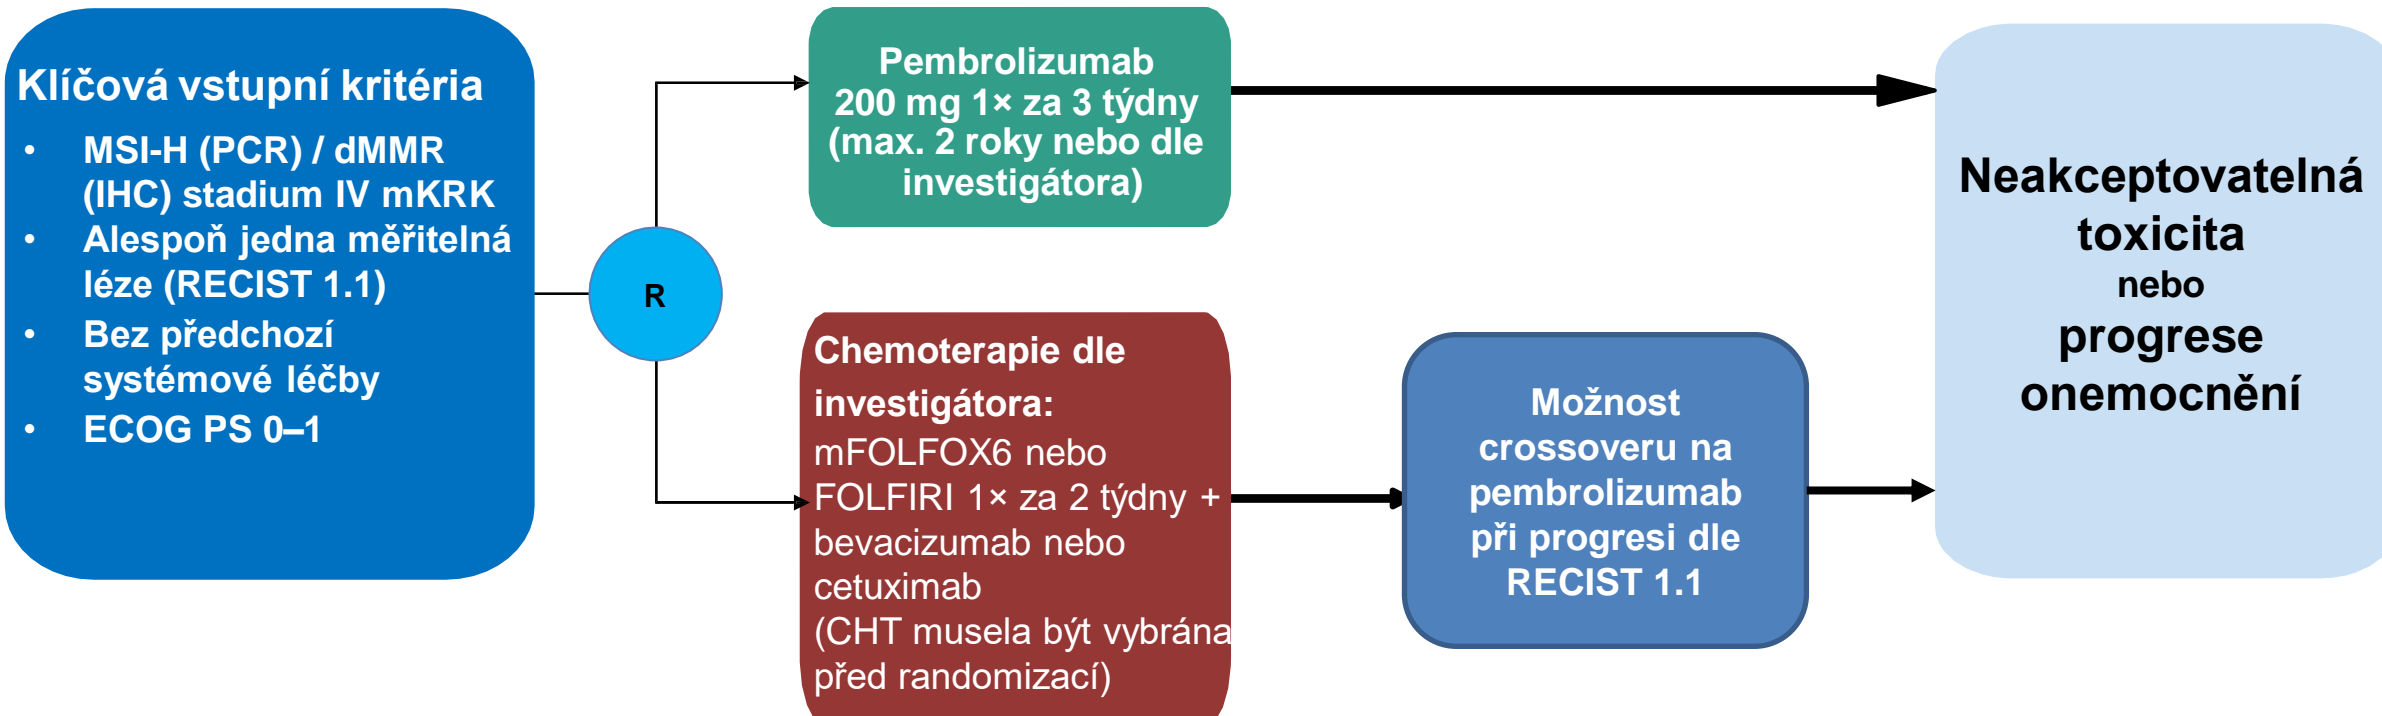 Klíčová vstupní kritéria
• MSI-H (PCR) / dMMR
(IHC) stadium IV mKRK
• Alespoň jedna měřitelná
léze (RECIST 1.1)
• Bez předchozí
systémové léčby
• ECOG PS 0–1
R
Pembrolizumab
200 mg 1× za 3 týdny
(max. 2 roky nebo dle
investigátora)
Chemoterapie dle
investigátora:
mFOLFOX6 nebo
FOLFIRI 1× za 2 týdny +
bevacizumab nebo
cetuximab
(CHT musela být vybrána
před randomizací)
Možnost
crossoveru na
pembrolizumab
při progresi dle
RECIST 1.1
Neakceptovatelná
toxicita
nebo
progrese
onemocnění